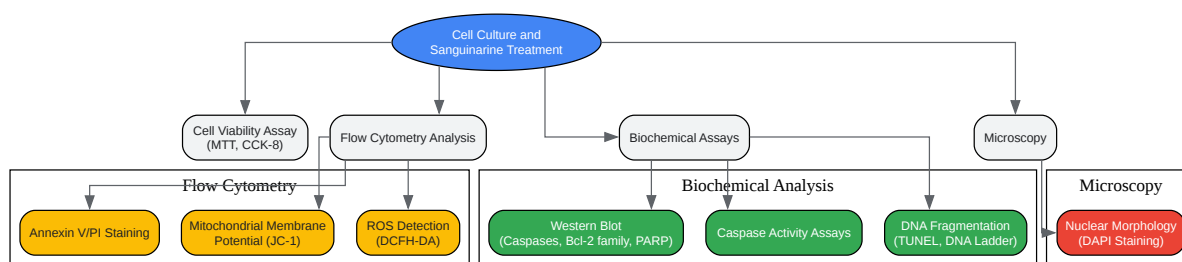 Cell Culture and
Sanguinarine Treatment
Cell Viability Assay
(MTT, CCK-8)
Flow Cytometry Analysis
Biochemical Assays
Microscopy
Flow Cytometry
Biochemical Analysis
Microscopy
Annexin V/PI Staining
Mitochondrial Membrane
Potential (JC-1)
ROS Detection
(DCFH-DA)
Western Blot
(Caspases, Bcl-2 family, PARP)
Caspase Activity Assays
DNA Fragmentation
(TUNEL, DNA Ladder)
Nuclear Morphology
(DAPI Staining)